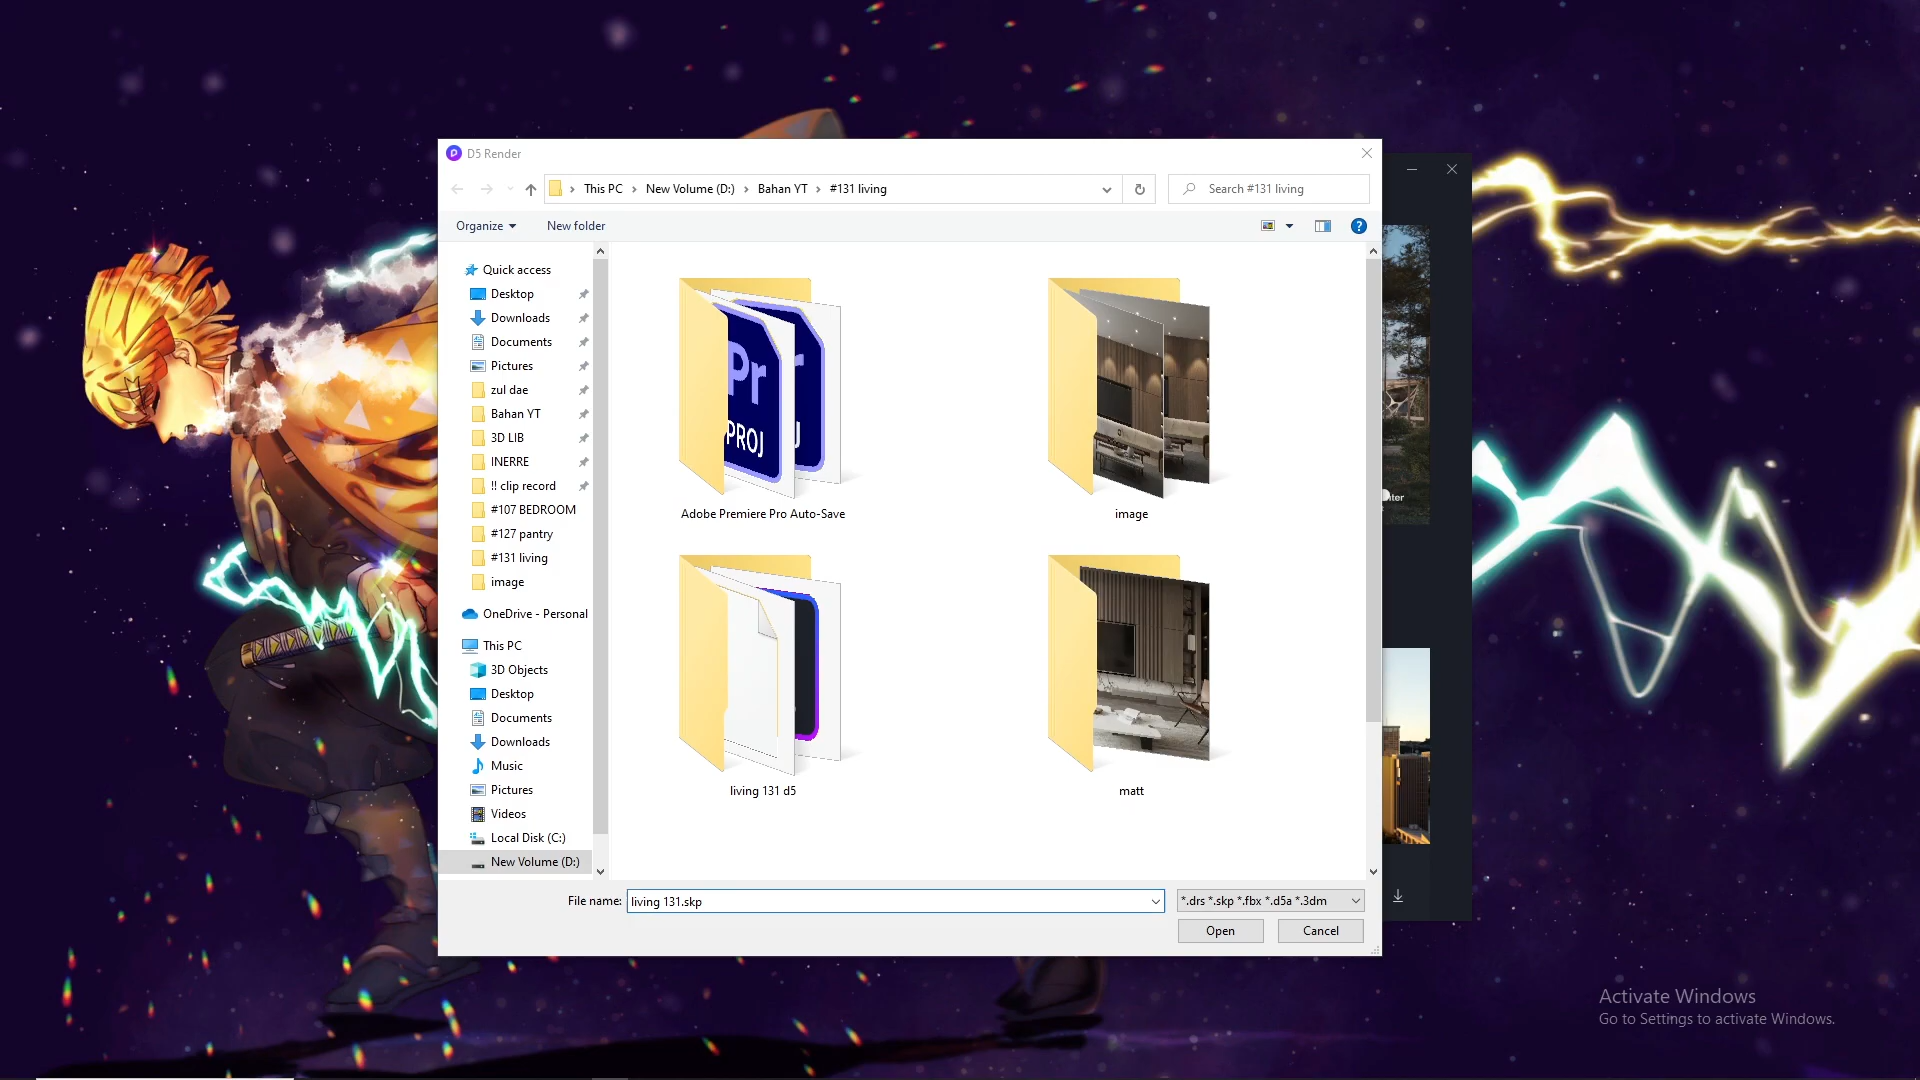 D5 Render
This PC > New Volume (D:) > Bahan YT > #131 living
Search #131 living
Organize
New folder
Quick access
Desktop
Downloads
Documents
Pictures
zul dae
Bahan YT
3D LIB
INERRE
!! clip record
#107 BEDROOM
#127 pantry
#131 living
image
OneDrive - Personal
This PC
3D Objects
Desktop
Documents
Downloads
Music
Pictures
Videos
Local Disk (C:)
New Volume (D:)
Pr
PROJ
Adobe Premiere Pro Auto-Save
image
living 131 d5
matt
File name:
living 131.skp
*.drs *.skp *.fbx *.d5a *.3dm
Open
Cancel
Activate Windows
Go to Settings to activate Windows.